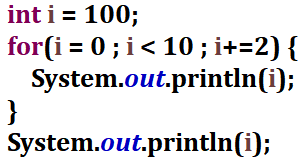 int i = 100;
for(i = 0 ; i < 10 ; i+=2) {
System.out.println(i);
}
System.out.println(i);